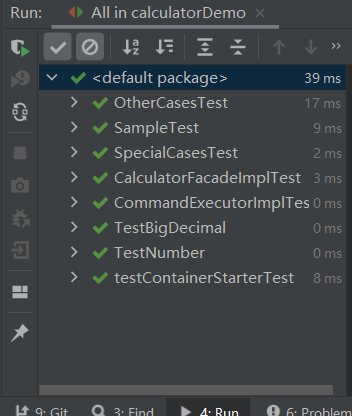 Run: All in calculatorDemo ×
<default package> 39 ms
OtherCasesTest 17 ms
SampleTest 9 ms
SpecialCasesTest 2 ms
CalculatorFacadeImplTest 3 ms
CommandExecutorImplTes 0 ms
TestBigDecimal 0 ms
TestNumber 0 ms
testContainerStarterTest 8 ms
9: Git 3: Find 4: Run 6: Problem